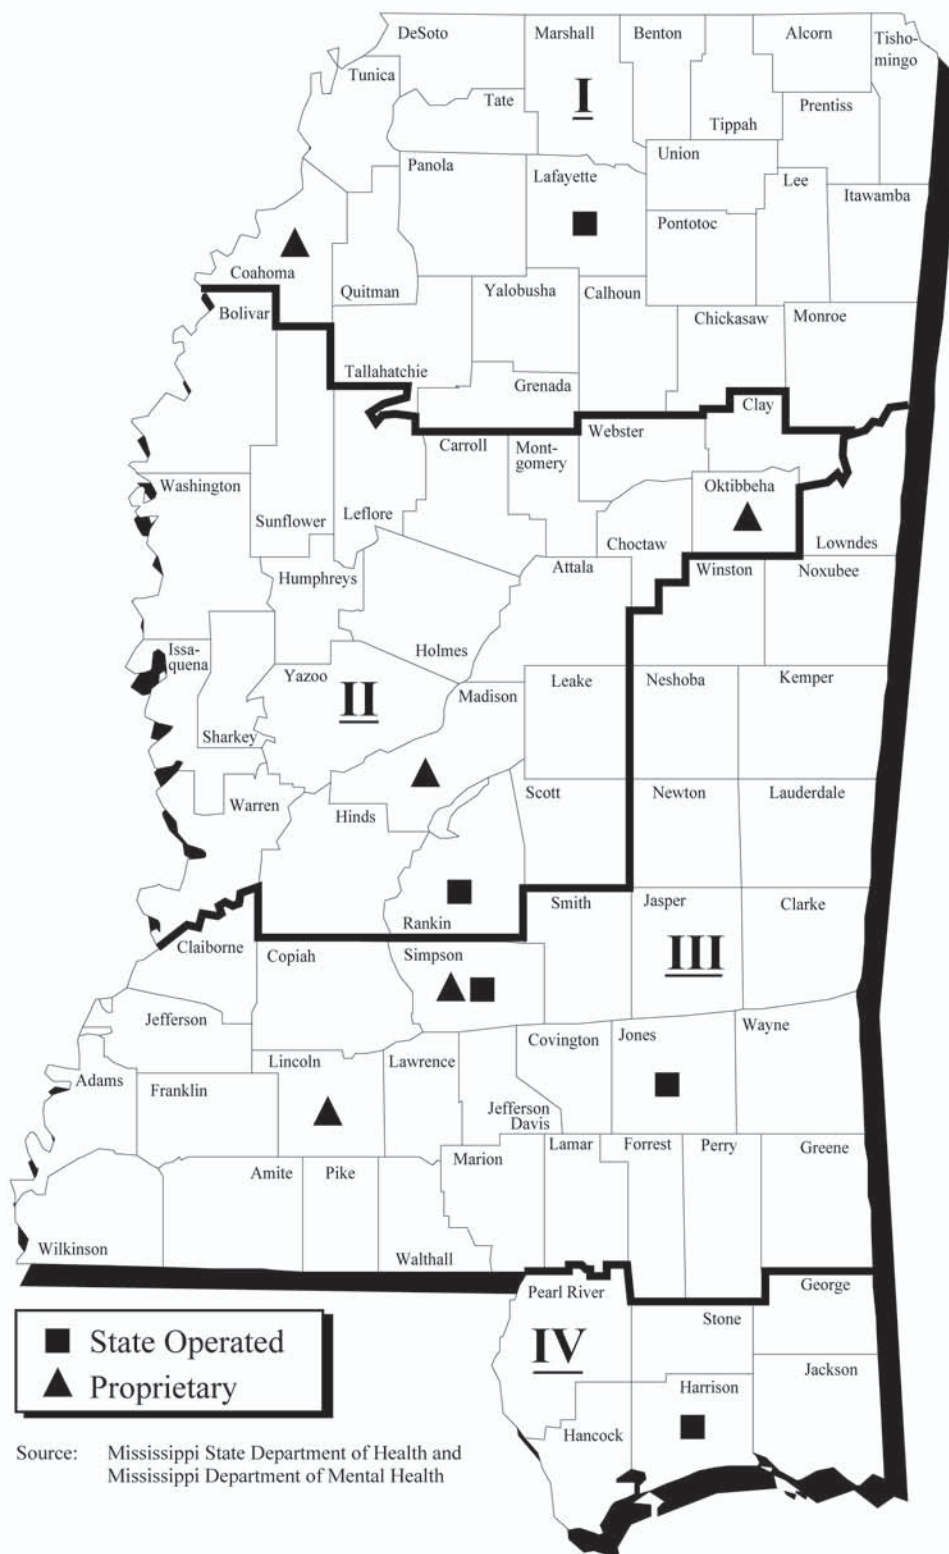 DeSoto
Marshall
Benton
Alcorn
Tisho-
mingo
Tunica
Tate
I
Prentiss
Tippah
Union
Panola
Lafayette
Lee
Itawamba
Pontotoc
Coahoma
Quitman
Yalobusha
Calhoun
Bolivar
Chickasaw
Monroe
Tallahatchie
Grenada
Clay
Webster
Carroll
Mont-
gomery
Washington
Oktibbeha
Sunflower
Leflore
Choctaw
Lowndes
Attala
Winston
Noxubee
Humphreys
Issa-
quena
Holmes
Yazoo
II
Madison
Leake
Neshoba
Kemper
Sharkey
Warren
Hinds
Scott
Newton
Lauderdale
Rankin
Smith
Jasper
Clarke
Claiborne
Copiah
Simpson
III
Jefferson
Covington
Jones
Wayne
Lincoln
Lawrence
Adams
Franklin
Jefferson
Davis
Lamar
Forrest
Perry
Greene
Marion
Amite
Pike
Wilkinson
Walthall
Pearl River
George
Stone
IV
Jackson
Harrison
Hancock
State Operated
Proprietary
Source: Mississippi State Department of Health and
Mississippi Department of Mental Health